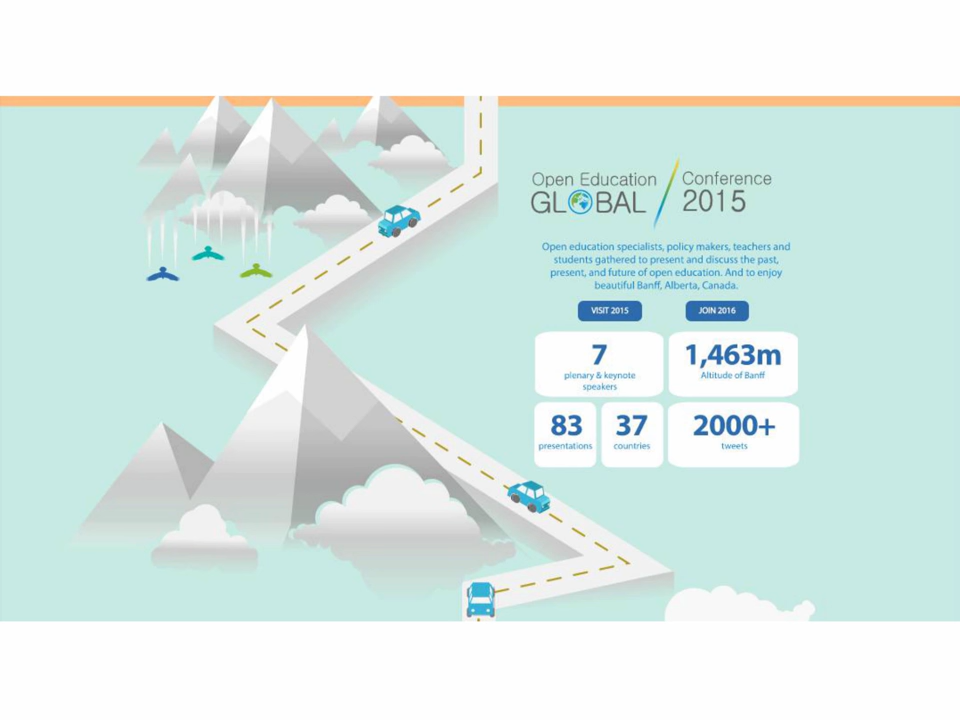 Open Education
GLOBAL
Conference
2015
Open education specialists, policy makers, teachers and
students gathered to present and discuss the past,
present, and future of open education. And to enjoy
beautiful Banff, Alberta, Canada.
VISIT 2015
JOIN 2016
7
plenary & keynote
speakers
1,463m
Altitude of Banff
83
presentations
37
countries
2000+
tweets